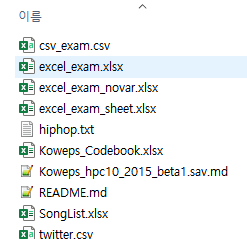 이름
csv_exam.csv
excel_exam.xlsx
excel_exam_novar.xlsx
excel_exam_sheet.xlsx
hiphop.txt
Koweps_Codebook.xlsx
Koweps_hpc10_2015_beta1.sav.md
README.md
SongList.xlsx
twitter.csv